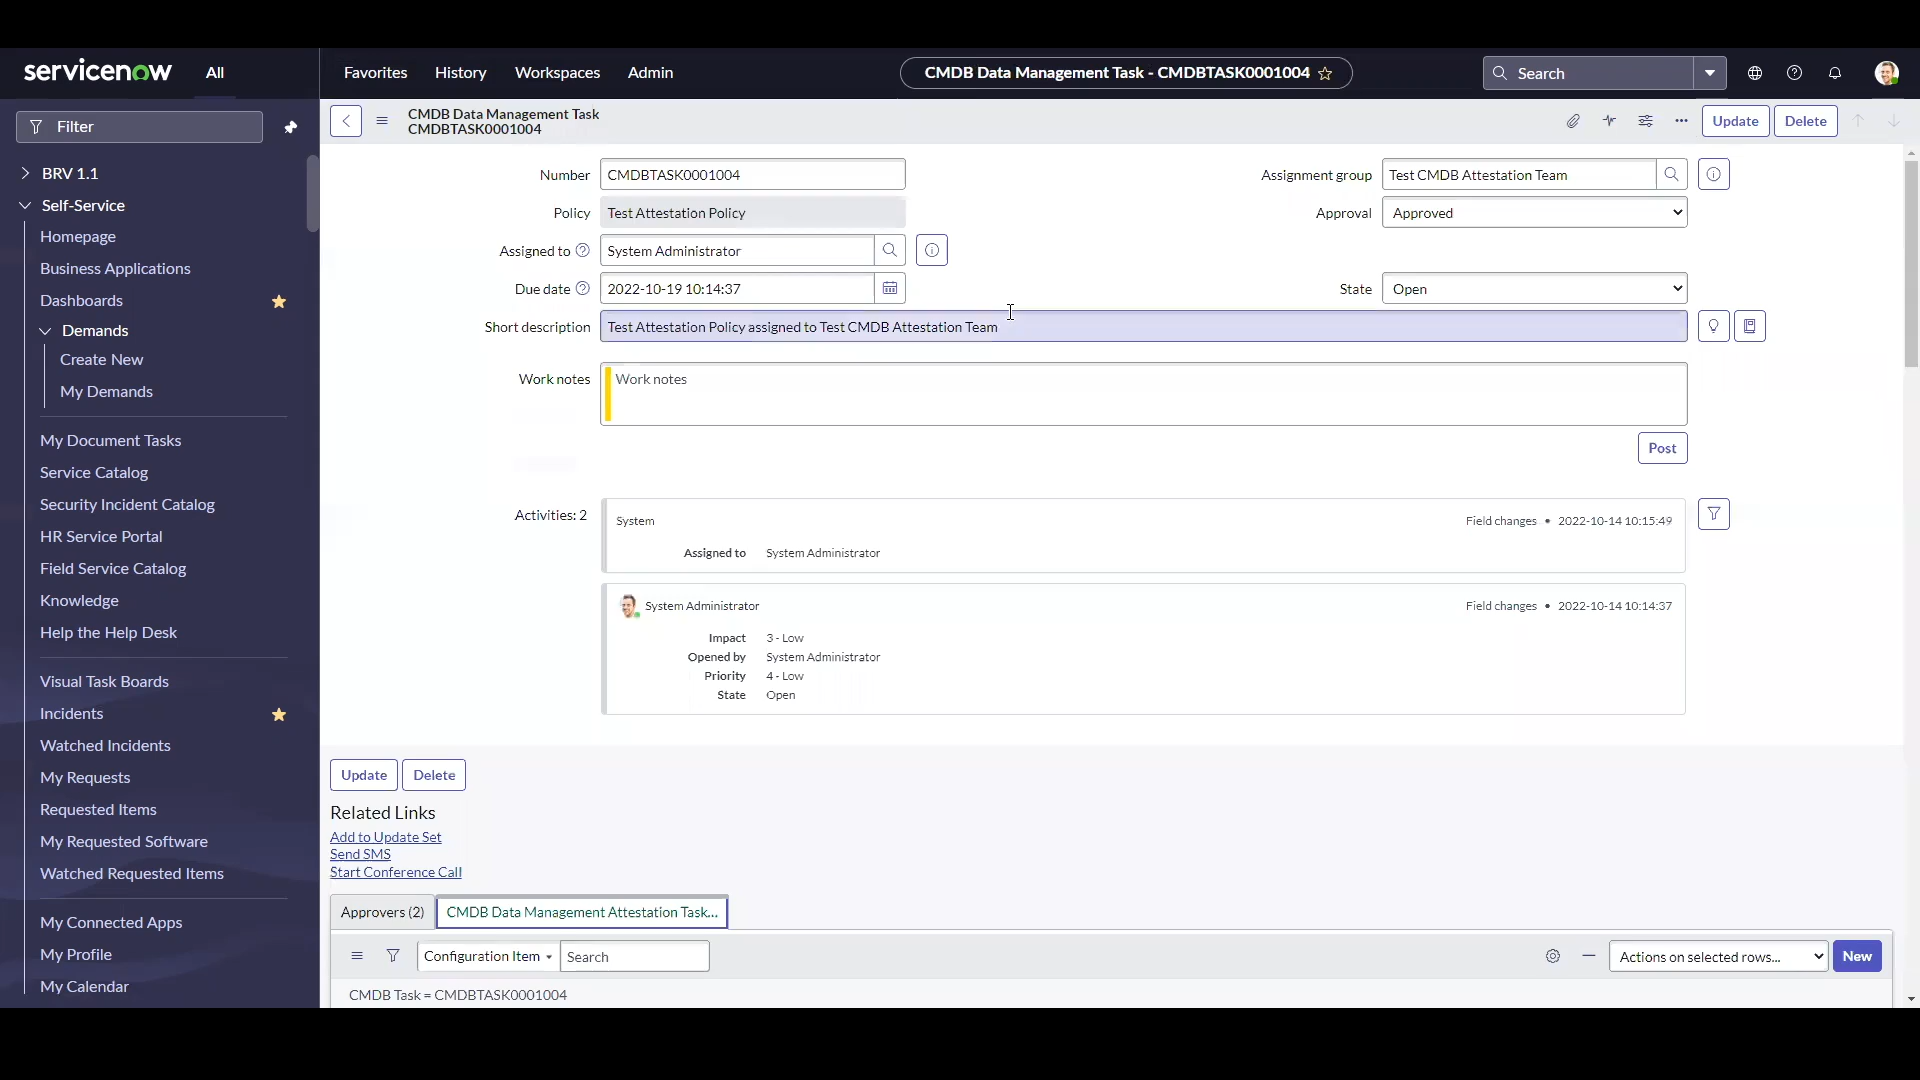 servicenow
All
Favorites
History
Workspaces
Admin
CMDB Data Management Task - CMDBTASK0001004
Search
Filter
BRV 1.1
Self-Service
Homepage
Business Applications
Dashboards
Demands
Create New
My Demands
My Document Tasks
Service Catalog
Security Incident Catalog
HR Service Portal
Field Service Catalog
Knowledge
Help the Help Desk
Visual Task Boards
Incidents
Watched Incidents
My Requests
Requested Items
My Requested Software
Watched Requested Items
My Connected Apps
My Profile
My Calendar
CMDB Data Management Task
CMDBTASK0001004
Update
Delete
Number CMDBTASK0001004
Assignment group Test CMDB Attestation Team
Policy Test Attestation Policy
Approval Approved
Assigned to System Administrator
Due date 2022-10-19 10:14:37
State Open
Short description Test Attestation Policy assigned to Test CMDB Attestation Team
Work notes Work notes
Post
Activities: 2
System
Field changes • 2022-10-14 10:15:49
Assigned to System Administrator
System Administrator
Field changes • 2022-10-14 10:14:37
Impact 3 - Low
Opened by System Administrator
Priority 4 - Low
State Open
Update
Delete
Related Links
Add to Update Set
Send SMS
Start Conference Call
Approvers (2)
CMDB Data Management Attestation Task...
Configuration Item
Search
Actions on selected rows...
New
CMDB Task = CMDBTASK0001004